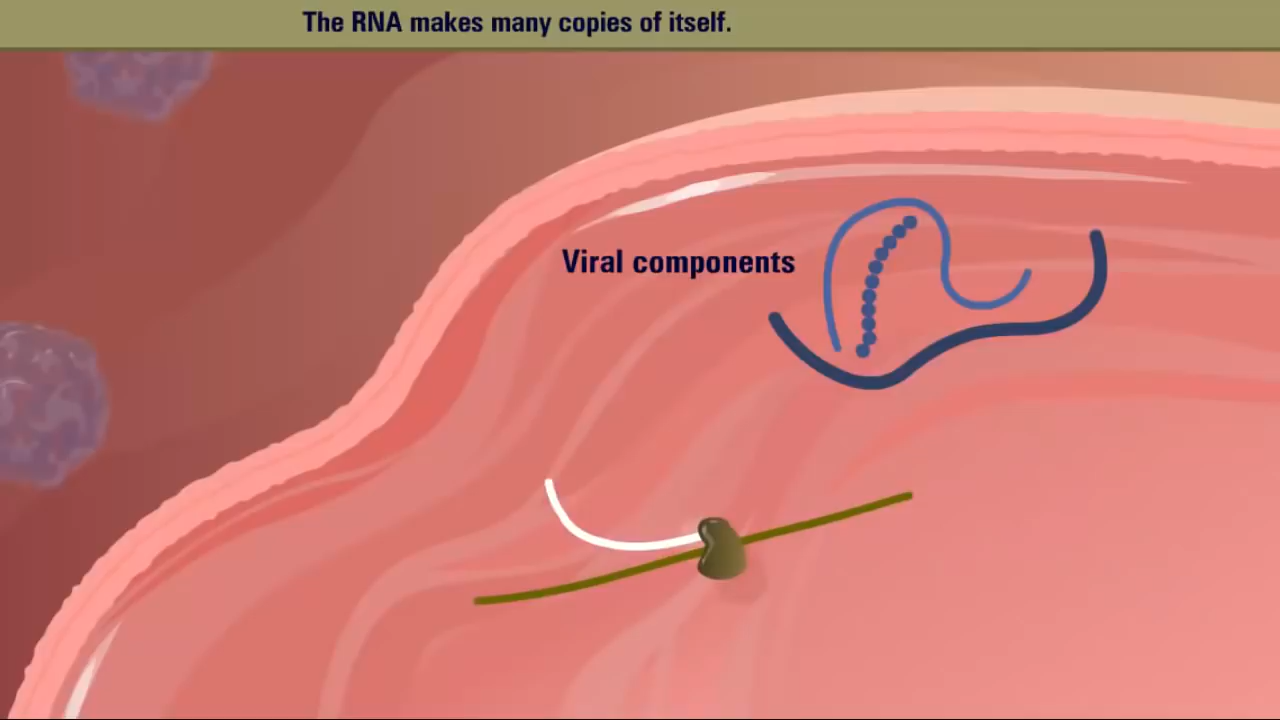 The RNA makes many copies of itself.
Viral components